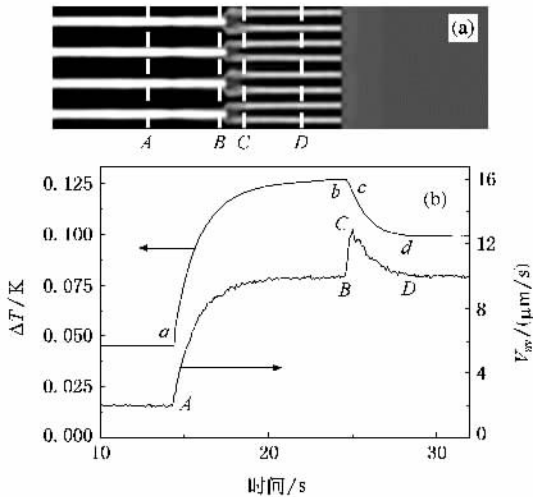 (a)
A B C D
(b)
ΔT/K
0.125
0.100
0.075
0.050
0.025
0.000
a
b
c
d
A
B
C
D
16
12
8
4
0
V_av/(μm/s)
10 20 30
时间/s